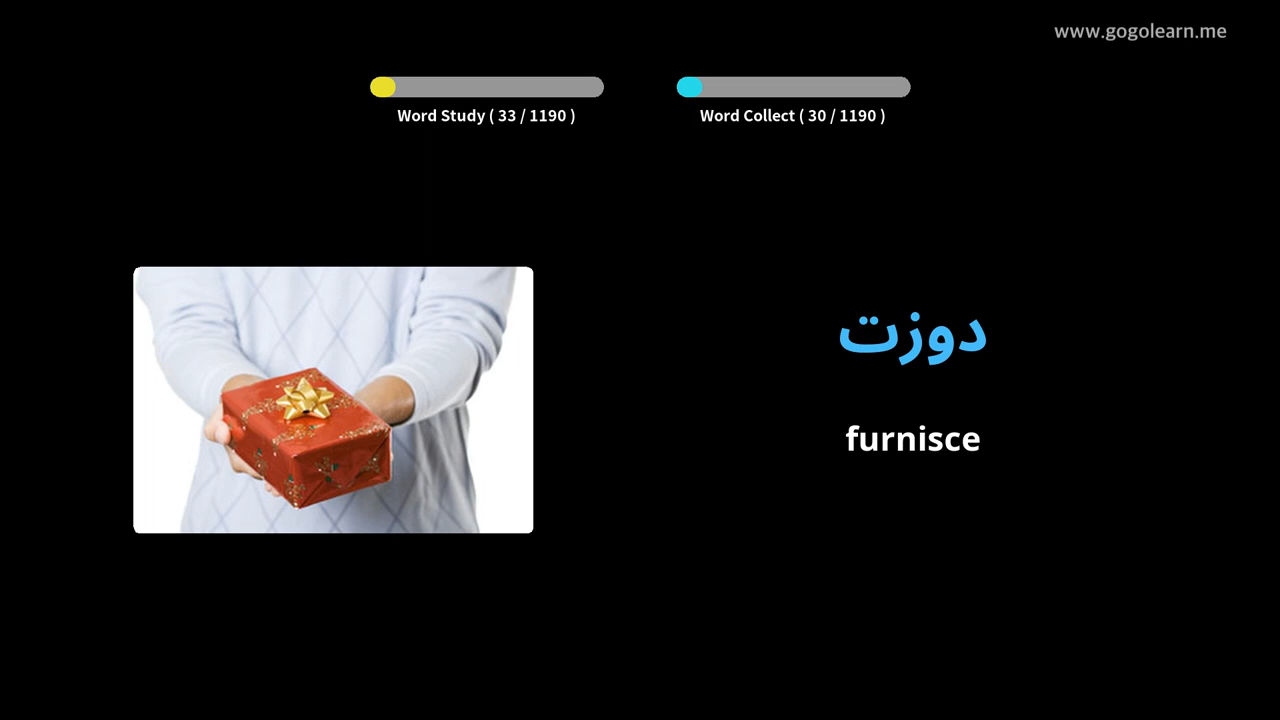 www.gogolearn.me
Word Study ( 33 / 1190 )
Word Collect ( 30 / 1190 )
دوزت
furnisce